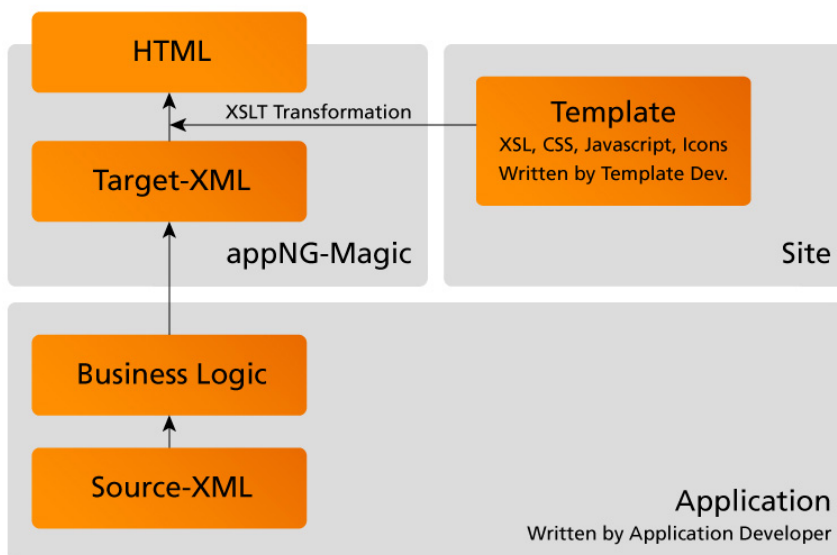 HTML
XSLT Transformation
Template
XSL, CSS, Javascript, Icons
Written by Template Dev.
Target-XML
appNG-Magic
Site
Business Logic
Source-XML
Application
Written by Application Developer